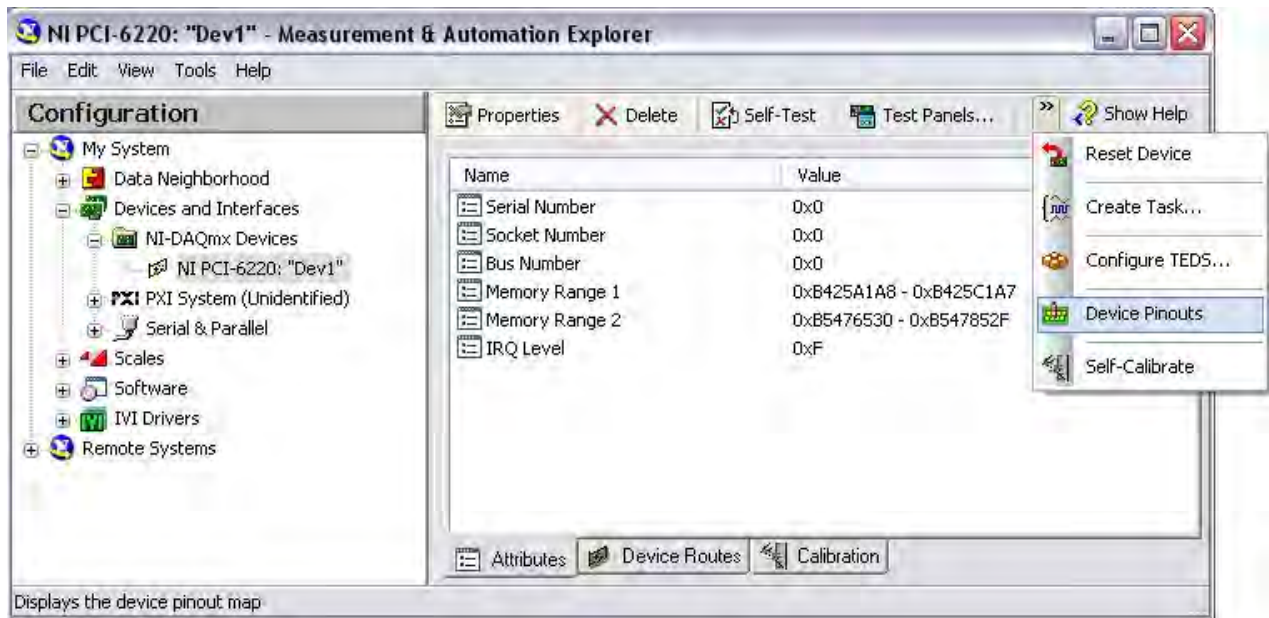 NI PCI-6220: "Dev1" - Measurement & Automation Explorer
File Edit View Tools Help
Configuration
My System
Data Neighborhood
Devices and Interfaces
NI-DAQmx Devices
NI PCI-6220: "Dev1"
PXI PXI System (Unidentified)
Serial & Parallel
Scales
Software
IVI Drivers
Remote Systems
Properties Delete Self-Test Test Panels... » Show Help
Name Value
Serial Number 0x0
Socket Number 0x0
Bus Number 0x0
Memory Range 1 0xB425A1A8 - 0xB425C1A7
Memory Range 2 0xB5476530 - 0xB547852F
IRQ Level 0xF
Reset Device
Create Task...
Configure TEDS...
Device Pinouts
Self-Calibrate
Attributes Device Routes Calibration
Displays the device pinout map